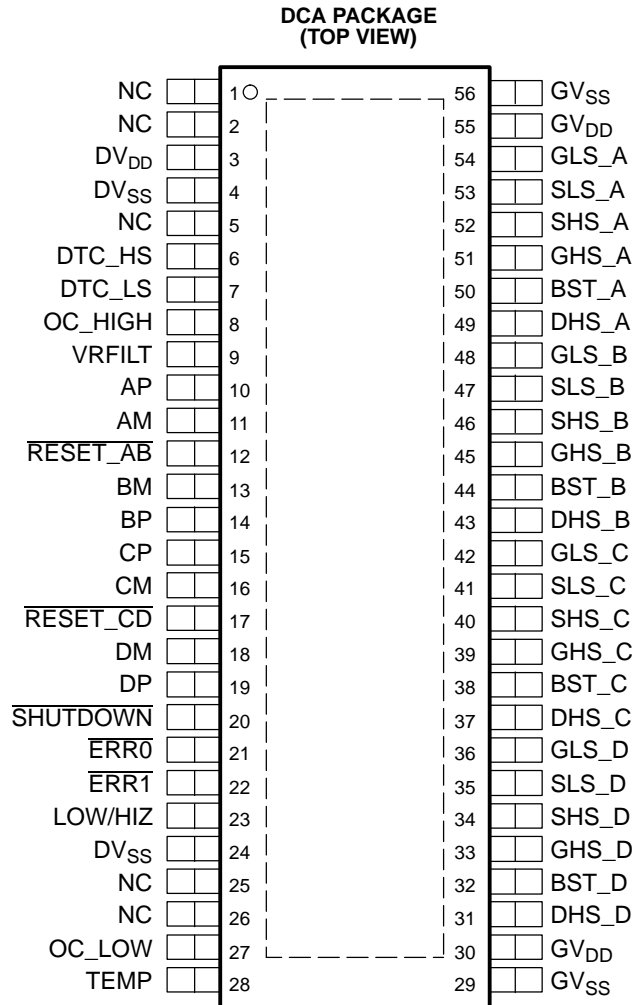 DCA PACKAGE
(TOP VIEW)
NC 1 56 GVSS
NC 2 55 GVDD
DVDD 3 54 GLS_A
DVSS 4 53 SLS_A
NC 5 52 SHS_A
DTC_HS 6 51 GHS_A
DTC_LS 7 50 BST_A
OC_HIGH 8 49 DHS_A
VRFILT 9 48 GLS_B
AP 10 47 SLS_B
AM 11 46 SHS_B
RESET_AB 12 45 GHS_B
BM 13 44 BST_B
BP 14 43 DHS_B
CP 15 42 GLS_C
CM 16 41 SLS_C
RESET_CD 17 40 SHS_C
DM 18 39 GHS_C
DP 19 38 BST_C
SHUTDOWN 20 37 DHS_C
ERR0 21 36 GLS_D
ERR1 22 35 SLS_D
LOW/HIZ 23 34 SHS_D
DVSS 24 33 GHS_D
NC 25 32 BST_D
NC 26 31 DHS_D
OC_LOW 27 30 GVDD
TEMP 28 29 GVSS